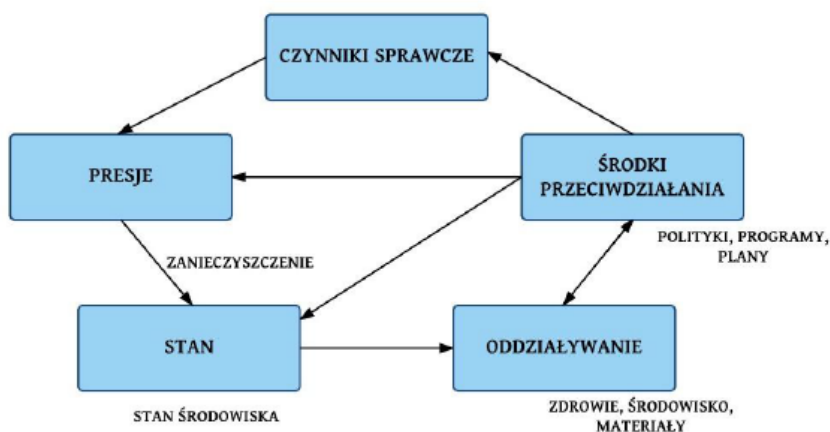 CZYNNIKI SPRAWCZE
PRESJE
ŚRODKI
PRZECIWDZIAŁANIA
POLITYKI, PROGRAMY,
PLANY
ZANIECZYSZCZENIE
STAN
ODDZIAŁYWANIE
STAN ŚRODOWISKA
ZDROWIE, ŚRODOWISKO,
MATERIAŁY